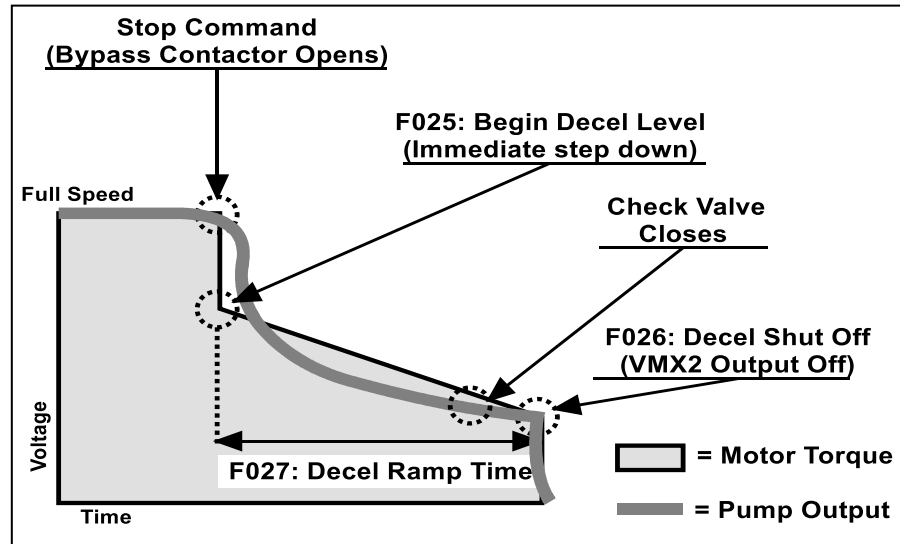 Stop Command
(Bypass Contactor Opens)
F025: Begin Decel Level
(Immediate step down)
Full Speed
Check Valve
Closes
F026: Decel Shut Off
(VMX2 Output Off)
Voltage
F027: Decel Ramp Time
= Motor Torque
= Pump Output
Time